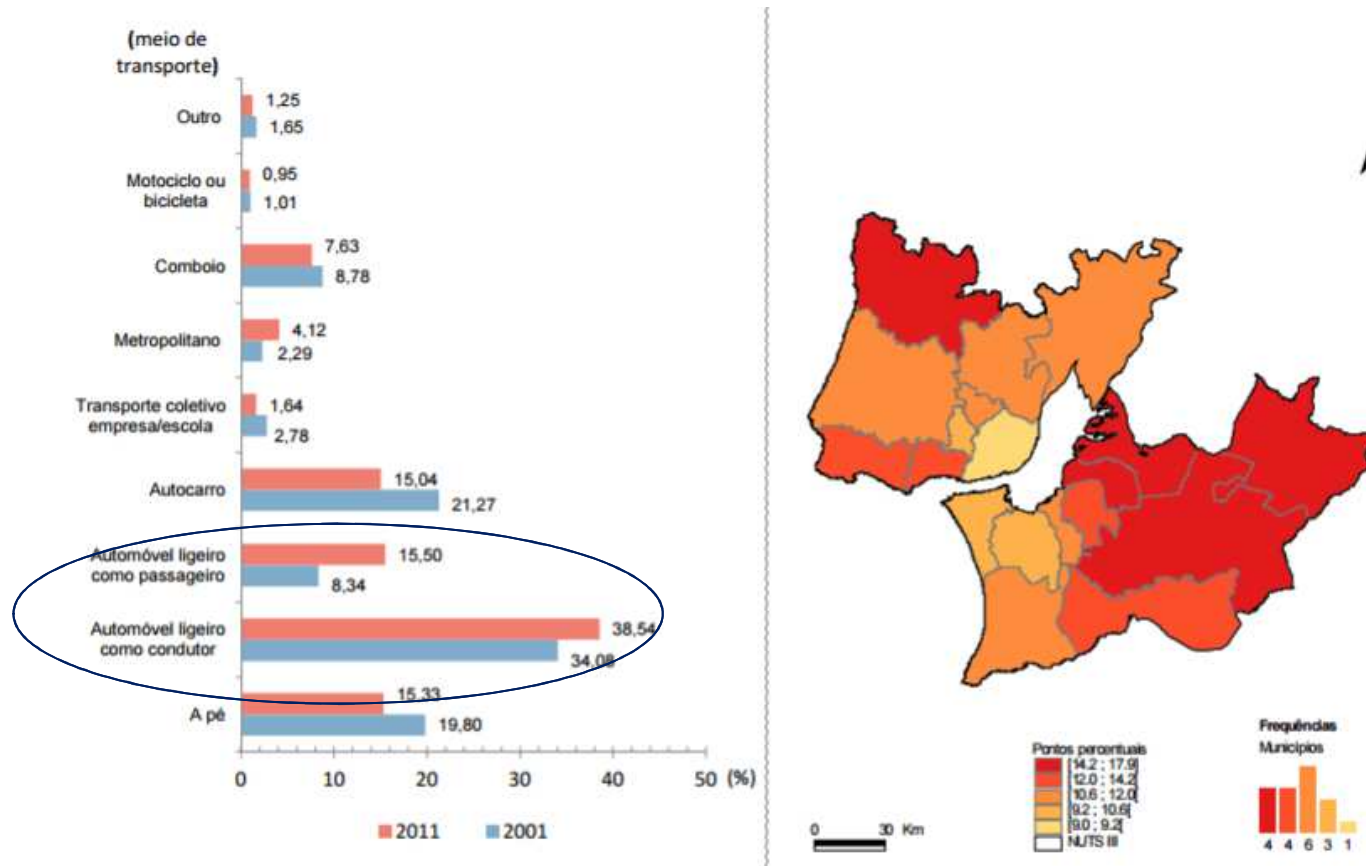 (meio de
transporte)
Outro
1,25
1,65
Motociclo ou
bicicleta
0,95
1,01
Comboio
7,63
8,78
Metropolitano
4,12
2,29
Transporte coletivo
empresa/escola
1,64
2,78
Autocarro
15,04
21,27
Automóvel ligeiro
como passageiro
15,50
8,34
Automóvel ligeiro
como condutor
38,54
34,08
A pé
15,33
19,80
0 10 20 30 40 50 (%)
2011 2001
0 30 Km
Pontos percentuais
[14.2 ; 17.9]
[12.0 ; 14.2[
[10.6 ; 12.0[
[9.2 ; 10.6[
[9.0 ; 9.2[
NUTS III
Frequências
Municípios
4 4 6 3 1